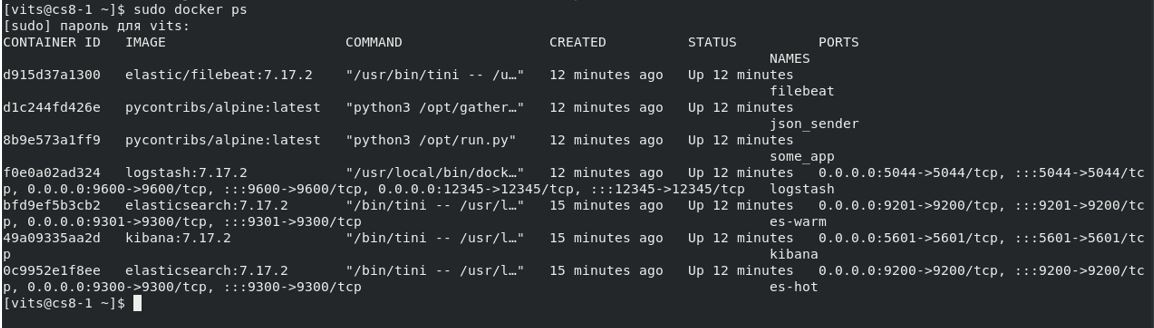 [vits@cs8-1 ~]$ sudo docker ps
[sudo] пароль для vits:
CONTAINER ID   IMAGE                      COMMAND                  CREATED          STATUS          PORTS
                                                                                              NAMES
d915d37a1300   elastic/filebeat:7.17.2    "/usr/bin/tini -- /u…"   12 minutes ago   Up 12 minutes
                                                                                              filebeat
d1c244fd426e   pycontribs/alpine:latest   "python3 /opt/gather…"   12 minutes ago   Up 12 minutes
                                                                                              json_sender
8b9e573a1ff9   pycontribs/alpine:latest   "python3 /opt/run.py"    12 minutes ago   Up 12 minutes
                                                                                              some_app
f0e0a02ad324   logstash:7.17.2            "/usr/local/bin/dock…"   12 minutes ago   Up 12 minutes   0.0.0.0:5044->5044/tcp, :::5044->5044/tc
p, 0.0.0.0:9600->9600/tcp, :::9600->9600/tcp, 0.0.0.0:12345->12345/tcp, :::12345->12345/tcp   logstash
bfd9ef5b3cb2   elasticsearch:7.17.2       "/bin/tini -- /usr/l…"   15 minutes ago   Up 12 minutes   0.0.0.0:9201->9200/tcp, :::9201->9200/tc
p, 0.0.0.0:9301->9300/tcp, :::9301->9300/tcp                                                  es-warm
49a09335aa2d   kibana:7.17.2              "/bin/tini -- /usr/l…"   15 minutes ago   Up 12 minutes   0.0.0.0:5601->5601/tcp, :::5601->5601/tc
p                                                                                             kibana
0c9952e1f8ee   elasticsearch:7.17.2       "/bin/tini -- /usr/l…"   15 minutes ago   Up 12 minutes   0.0.0.0:9200->9200/tcp, :::9200->9200/tc
p, 0.0.0.0:9300->9300/tcp, :::9300->9300/tcp                                                  es-hot
[vits@cs8-1 ~]$